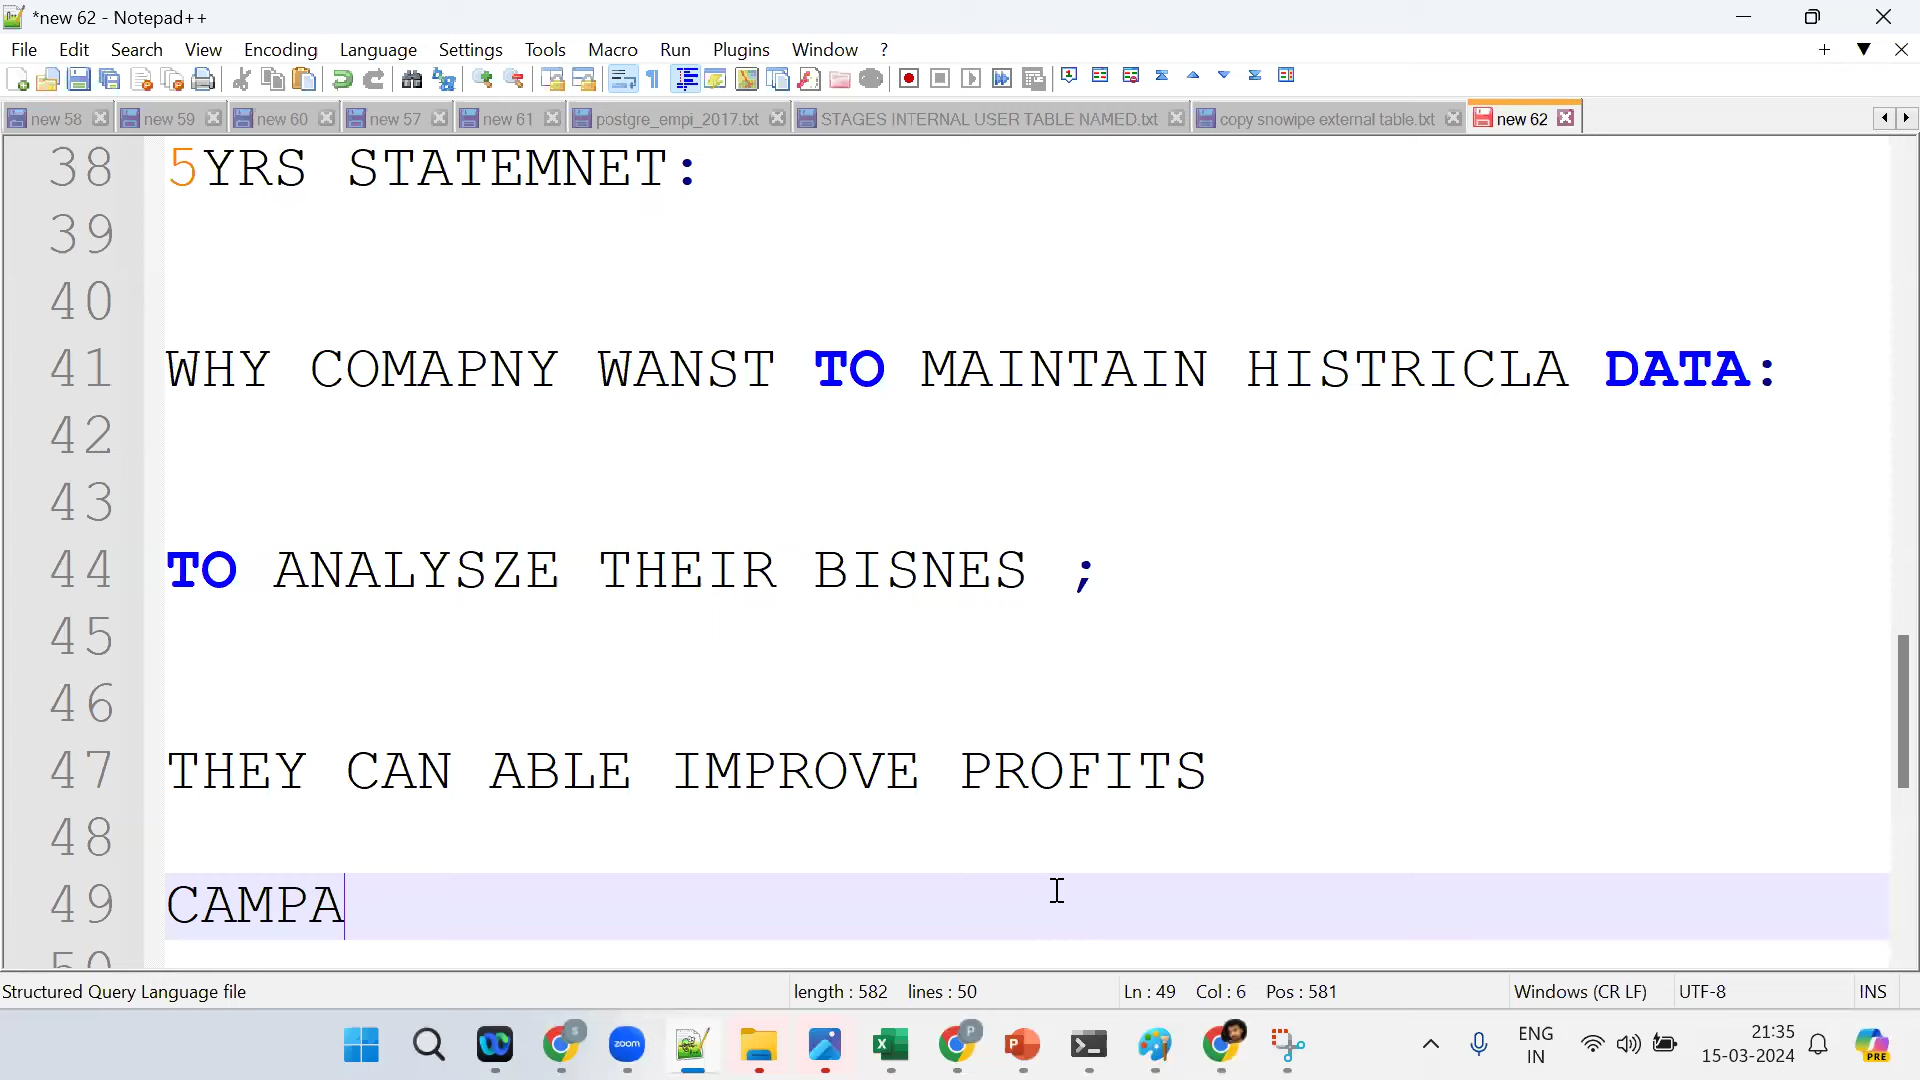 *new 62 - Notepad++
File Edit Search View Encoding Language Settings Tools Macro Run Plugins Window ?
new 58 new 59 new 60 new 57 new 61 postgre_empi_2017.txt STAGES INTERNAL USER TABLE NAMED.txt copy snowipe external table.txt new 62
38 5YRS STATEMNET:
39
40
41 WHY COMAPNY WANST TO MAINTAIN HISTRICLA DATA:
42
43
44 TO ANALYSZE THEIR BISNES ;
45
46
47 THEY CAN ABLE IMPROVE PROFITS
48
49 CAMPA
50
Structured Query Language file length : 582 lines : 50 Ln : 49 Col : 6 Pos : 581 Windows (CR LF) UTF-8 INS
zoom ENG 21:35
IN 15-03-2024 PRE